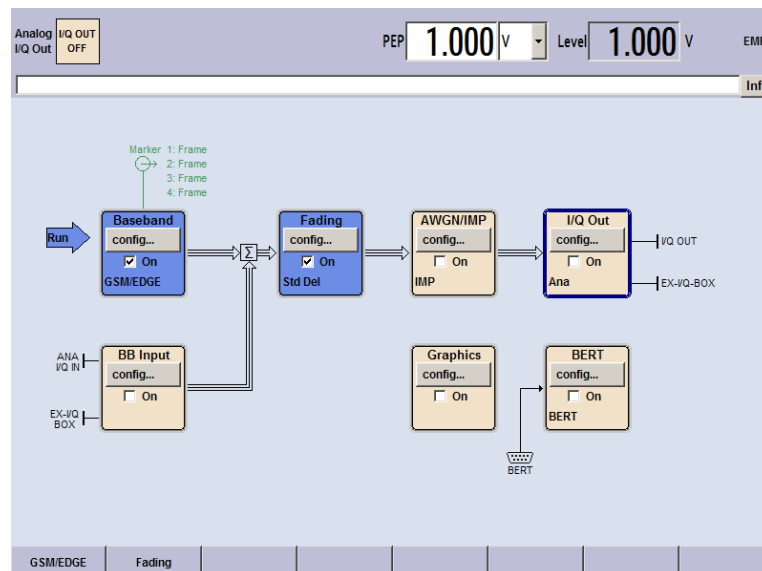 Analog
I/Q Out
I/Q OUT
OFF
PEP 1.000 V Level 1.000 V
Marker 1: Frame
2: Frame
3: Frame
4: Frame
Run
Baseband
config...
On
GSM/EDGE
Fading
config...
On
Std Del
AWGN/IMP
config...
On
IMP
I/Q Out
config...
On
Ana
I/Q OUT
EX-I/Q-BOX
Σ
ANA
I/Q IN
EX-I/Q
BOX
BB Input
config...
On
Graphics
config...
On
BERT
config...
On
BERT
BERT
GSM/EDGE Fading